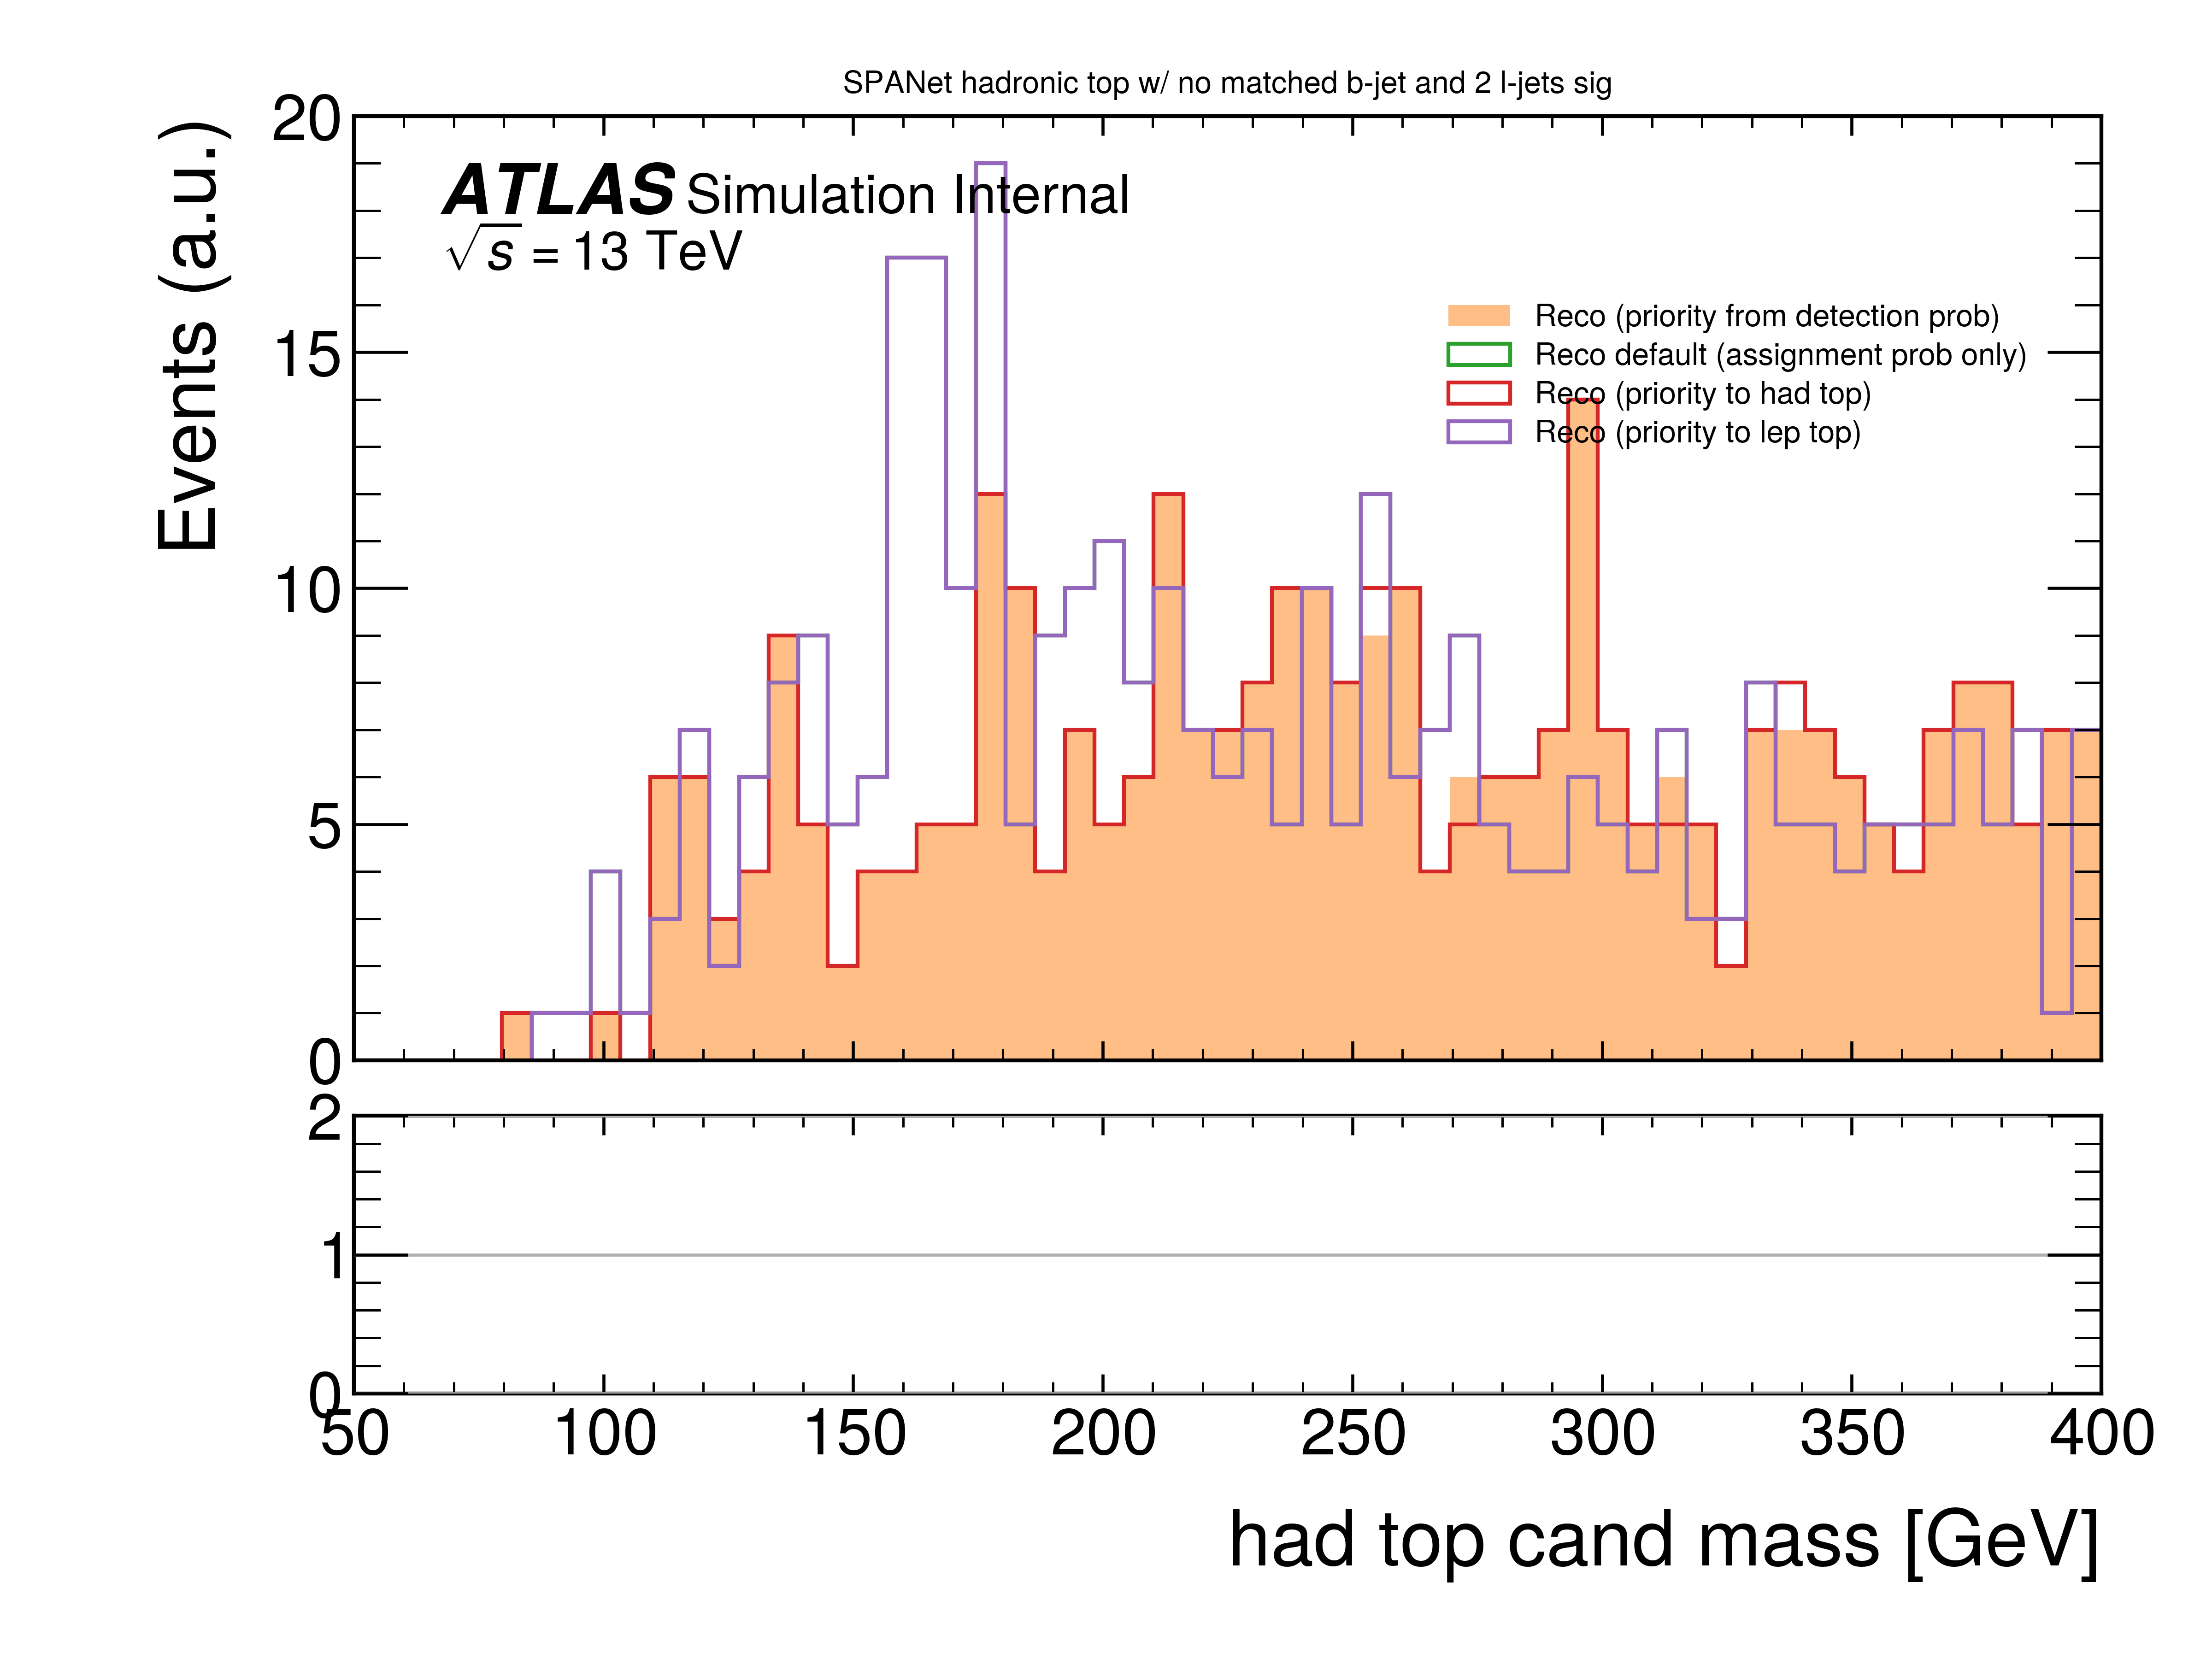 SPANet hadronic top w/ no matched b-jet and 2 l-jets sig
Events (a.u.)
20
15
10
5
0
ATLAS Simulation Internal
√s = 13 TeV
Reco (priority from detection prob)
Reco default (assignment prob only)
Reco (priority to had top)
Reco (priority to lep top)
2
1
0
50 100 150 200 250 300 350 400
had top cand mass [GeV]